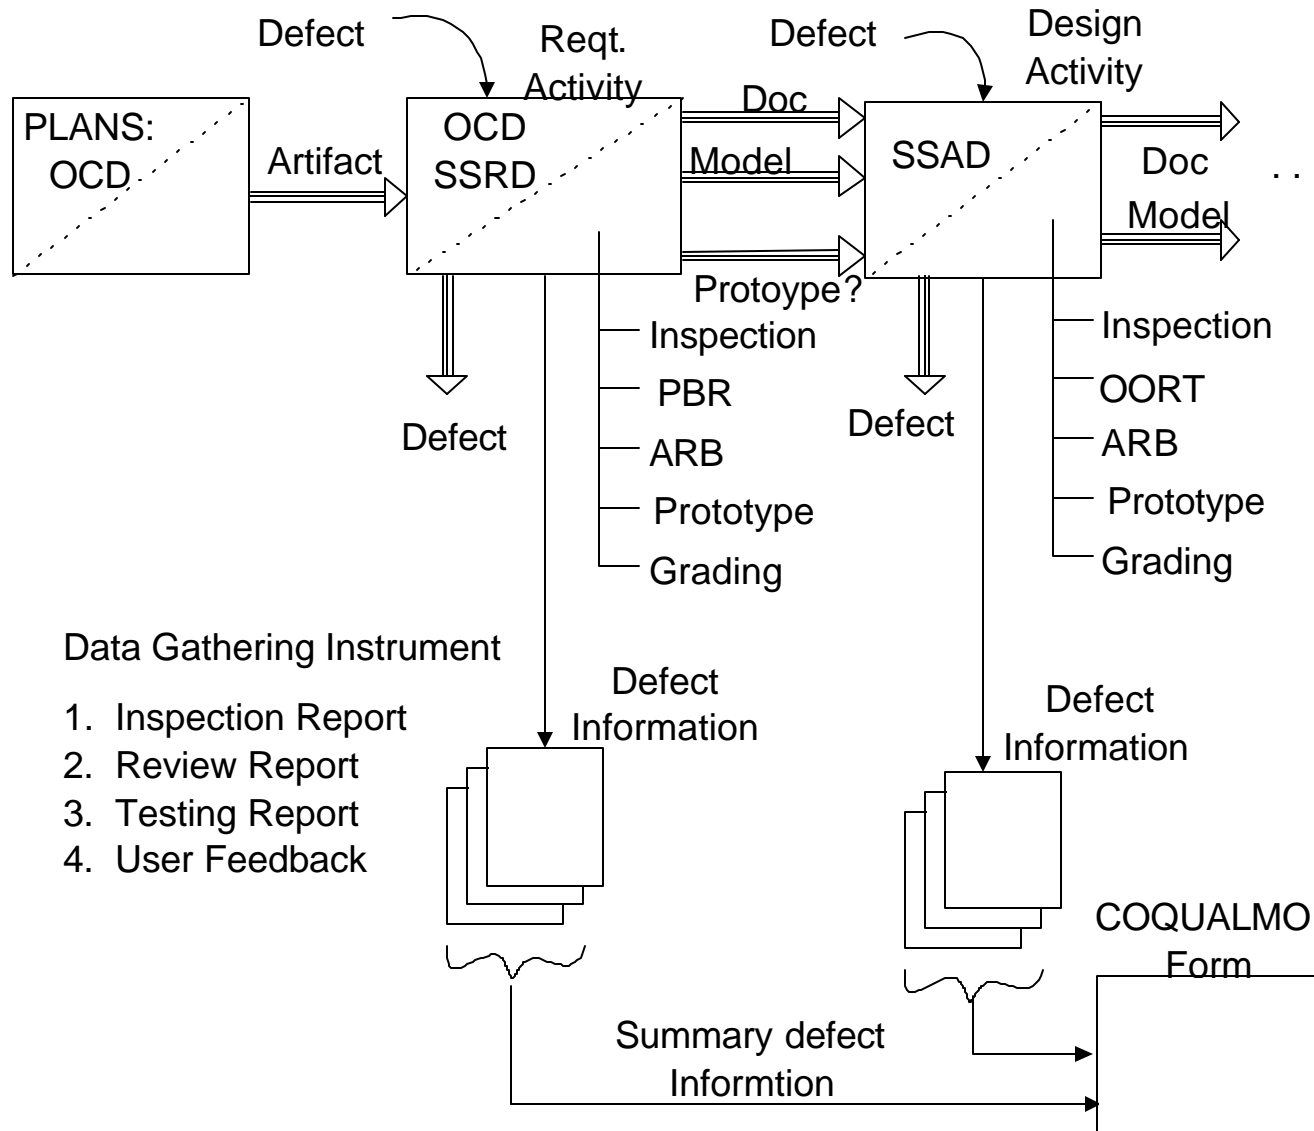 Defect
Reqt.
Activity
Defect
Design
Activity
PLANS:
OCD
Artifact
OCD
SSRD
Doc
Model
Protoype?
SSAD
Doc
Model
. .
Defect
Inspection
PBR
ARB
Prototype
Grading
Defect
Inspection
OORT
ARB
Prototype
Grading
Data Gathering Instrument
1. Inspection Report
2. Review Report
3. Testing Report
4. User Feedback
Defect
Information
Defect
Information
COQUALMO
Form
Summary defect
Informtion